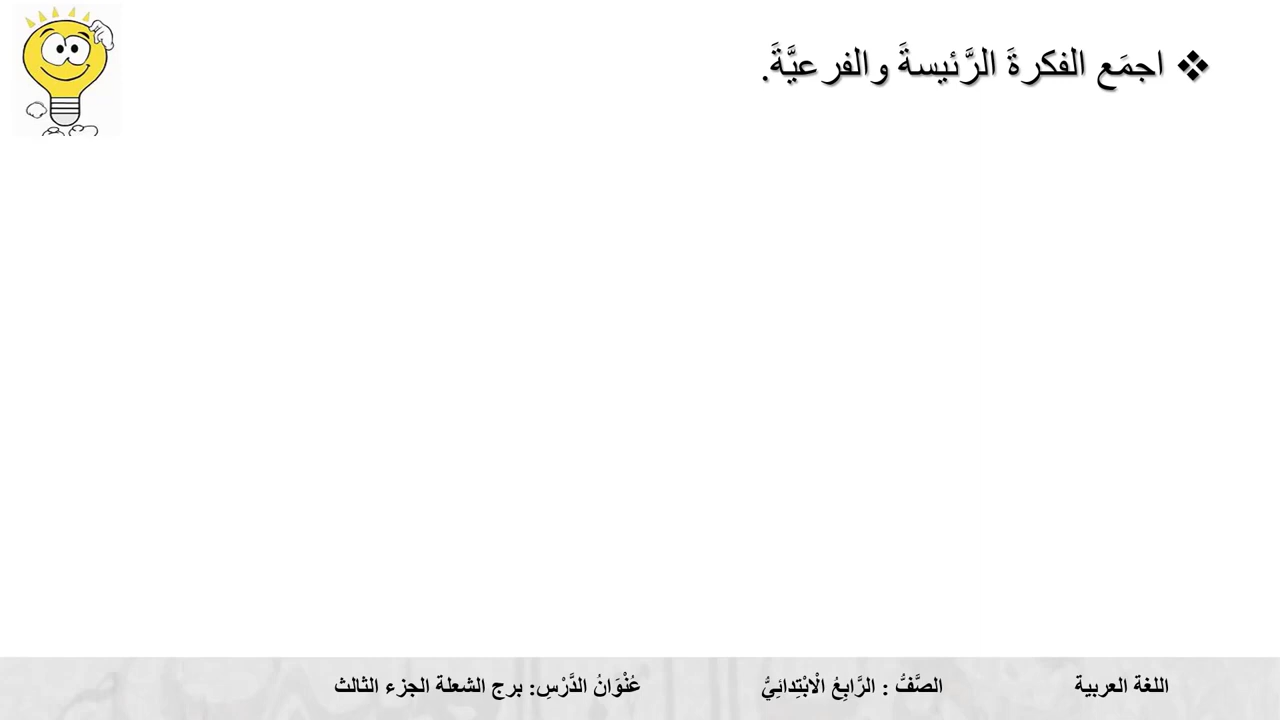 ❖ اجمَع الفكرةَ الرَّئيسةَ والفرعيَّةَ.
اللغة العربية
الصَّفُّ : الرَّابِعُ الْابْتِدائِيُّ
عُنْوَانُ الدَّرْسِ: برج الشعلة الجزء الثالث